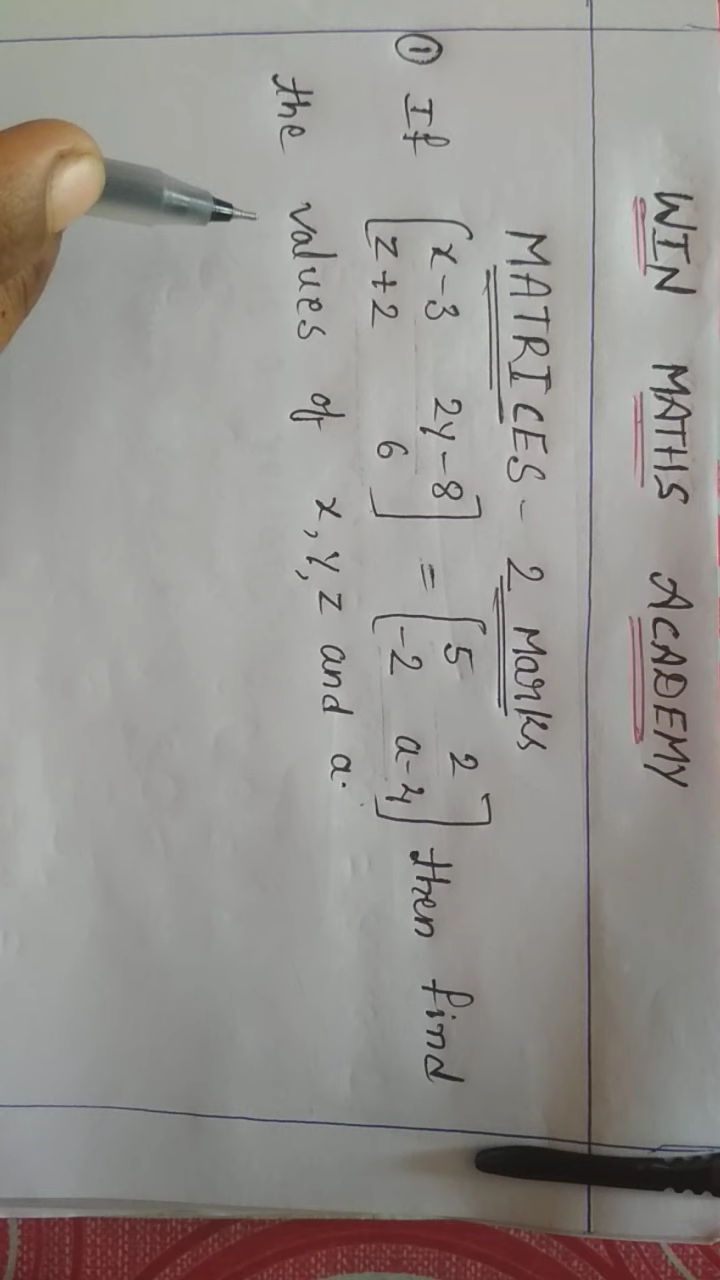 WIN MATHS ACADEMY
MATRICES - 2 Marks
① If [x-3 2y-8
z+2 6] = [5 2
-2 a-4] then find
the values of x, y, z and a.